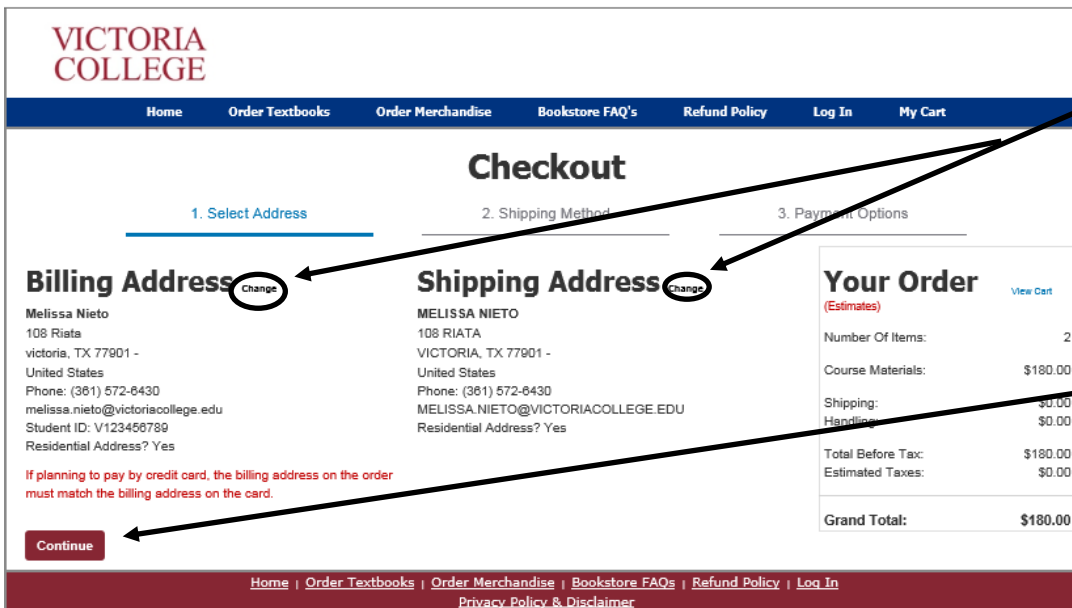 VICTORIA
COLLEGE
Home Order Textbooks Order Merchandise Bookstore FAQ's Refund Policy Log In My Cart
Checkout
1. Select Address 2. Shipping Method 3. Payment Options
Billing Address Change
Melissa Nieto
108 Riata
victoria, TX 77901 -
United States
Phone: (361) 572-6430
melissa.nieto@victoriacollege.edu
Student ID: V123456789
Residential Address? Yes
If planning to pay by credit card, the billing address on the order
must match the billing address on the card.
Continue
Shipping Address Change
MELISSA NIETO
108 RIATA
VICTORIA, TX 77901 -
United States
Phone: (361) 572-6430
MELISSA.NIETO@VICTORIACOLLEGE.EDU
Residential Address? Yes
Your Order View Cart
(Estimates)
Number Of Items: 2
Course Materials: $180.00
Shipping: $0.00
Handling: $0.00
Total Before Tax: $180.00
Estimated Taxes: $0.00
Grand Total: $180.00
Home | Order Textbooks | Order Merchandise | Bookstore FAQs | Refund Policy | Log In
Privacy Policy & Disclaimer